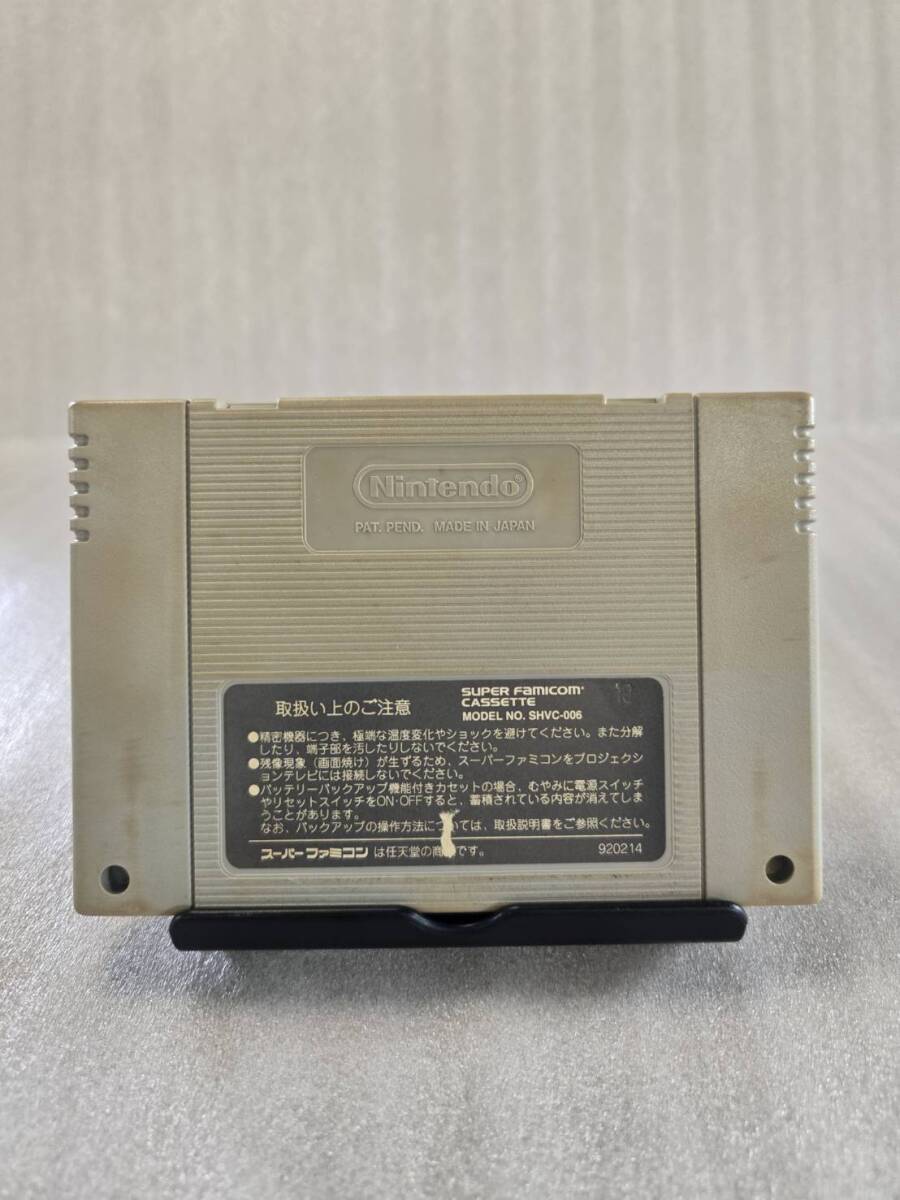 Nintendo®
PAT. PEND. MADE IN JAPAN
取扱い上のご注意
SUPER FAMICOM®
CASSETTE
MODEL NO. SHVC-006
●精密機器につき、極端な温度変化やショックを避けてください。また分解
したり、端子部を汚したりしないでください。
●残像現象（画面焼け）が生ずるため、スーパーファミコンをプロジェクシ
ョンテレビには接続しないでください。
●バッテリーバックアップ機能付きカセットの場合、むやみに電源スイッチ
やリセットスイッチをON・OFFすると、蓄積されている内容が消えてしま
うことがあります。
なお、バックアップの操作方法については、取扱説明書をご参照ください。
スーパーファミコン は任天堂の商 です。
920214